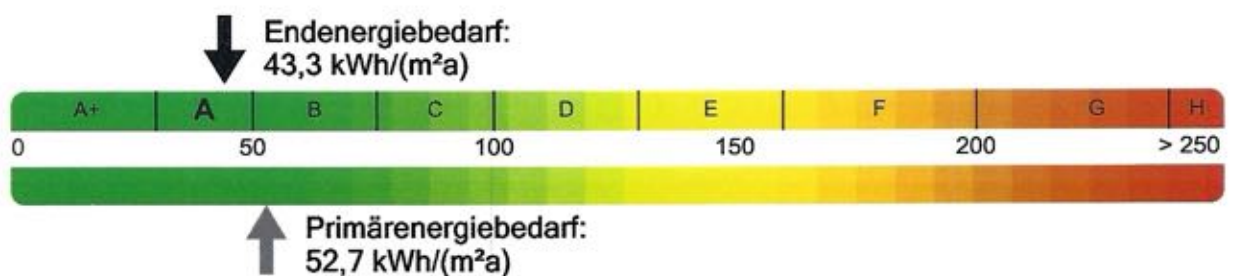 Endenergiebedarf:
43,3 kWh/(m²a)
A+ A B C D E F G H
0 50 100 150 200 > 250
Primärenergiebedarf:
52,7 kWh/(m²a)